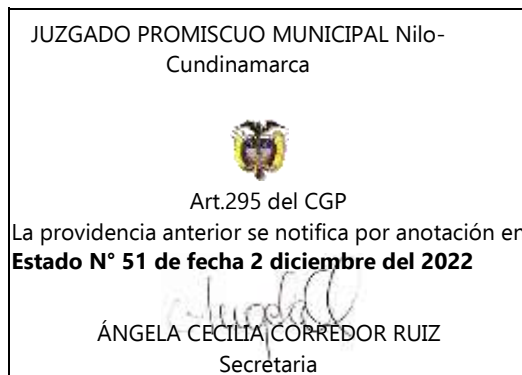 JUZGADO PROMISCUO MUNICIPAL Nilo-
Cundinamarca
Art.295 del CGP
La providencia anterior se notifica por anotación en
Estado N° 51 de fecha 2 diciembre del 2022
ÁNGELA CECILIA CORREDOR RUIZ
Secretaria